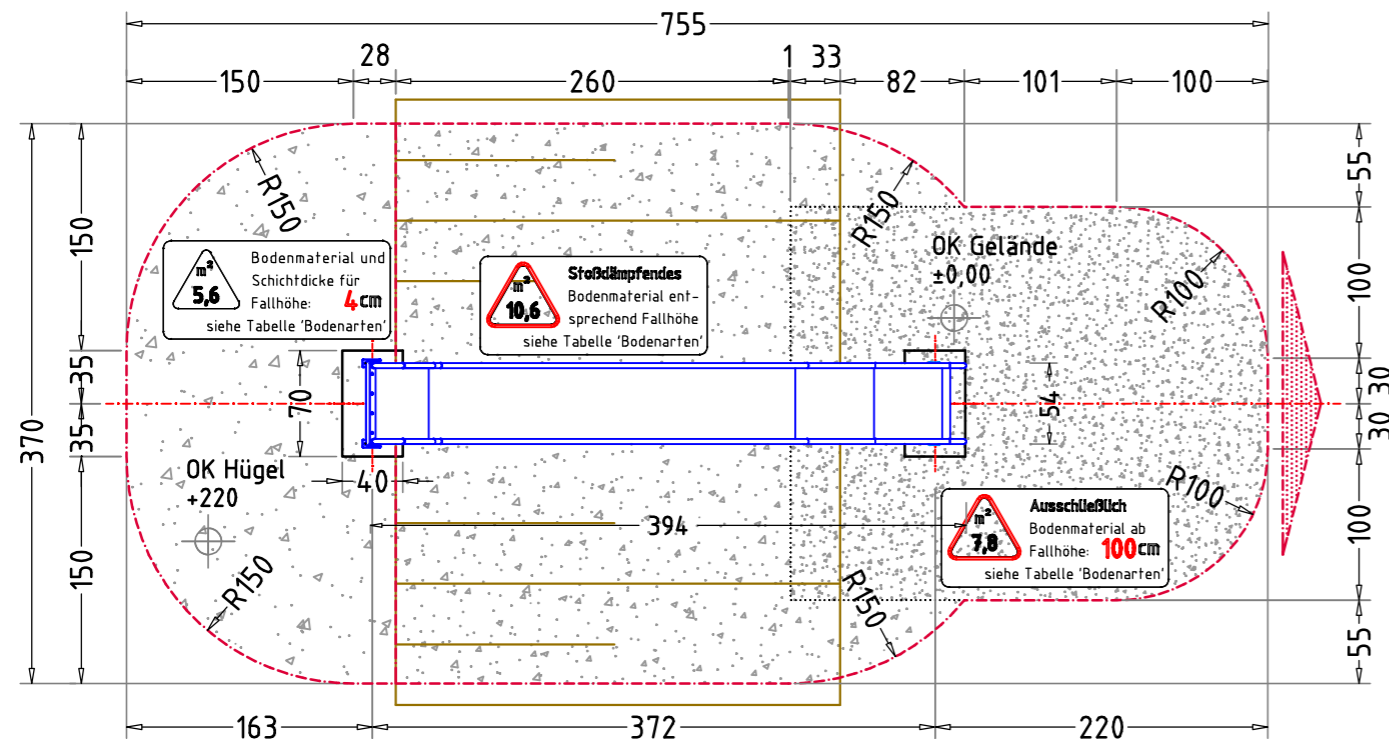 755
28
1 33
150
260
82
101
100
55
150
R150
R150
100
OK Gelände
±0,00
R100
m²
5,6
Bodenmaterial und
Schichtdicke für
Fallhöhe: 4cm
siehe Tabelle 'Bodenarten'
m²
10,6
Stoßdämpfendes
Bodenmaterial ent-
sprechend Fallhöhe
siehe Tabelle 'Bodenarten'
370
35
35
70
54
30
30
OK Hügel
+220
40
394
R100
m²
7,8
Ausschließlich
Bodenmaterial ab
Fallhöhe: 100cm
siehe Tabelle 'Bodenarten'
150
R150
R150
100
55
163
372
220